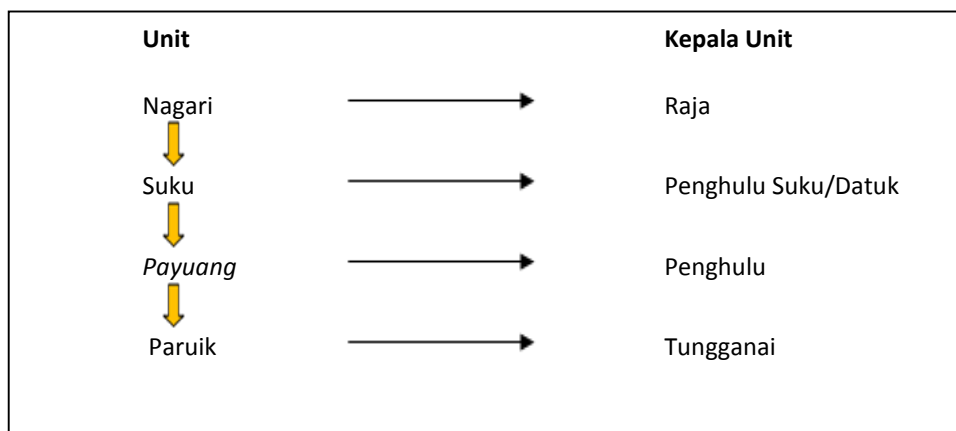 Unit Kepala Unit
Nagari Raja
Suku Penghulu Suku/Datuk
Payuang Penghulu
Paruik Tungganai